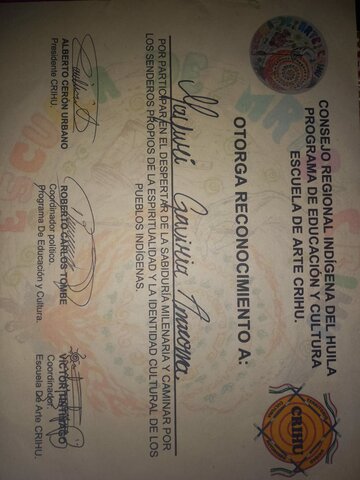 CONSEJO REGIONAL INDÍGENA DEL HUILA
PROGRAMA DE EDUCACIÓN Y CULTURA
ESCUELA DE ARTE CRIHU.
CRIHU
OTORGA RECONOCIMIENTO A:
Gavilia
POR PARTICIPAR EN EL DESPERTAR DE LA SABIDURÍA MILENARIA Y CAMINAR POR
LOS SENDEROS PROPIOS DE LA ESPIRITUALIDAD Y LA IDENTIDAD CULTURAL DE LOS
PUEBLOS INDÍGENAS.
ALBERTO CERÓN URBANO
Presidente CRIHU.
ROBERTO CARLOS TOMBE
Coordinador político.
Programa De Educación y Cultura.
VICTOR
Coordinador.
Escuela De Arte CRIHU.